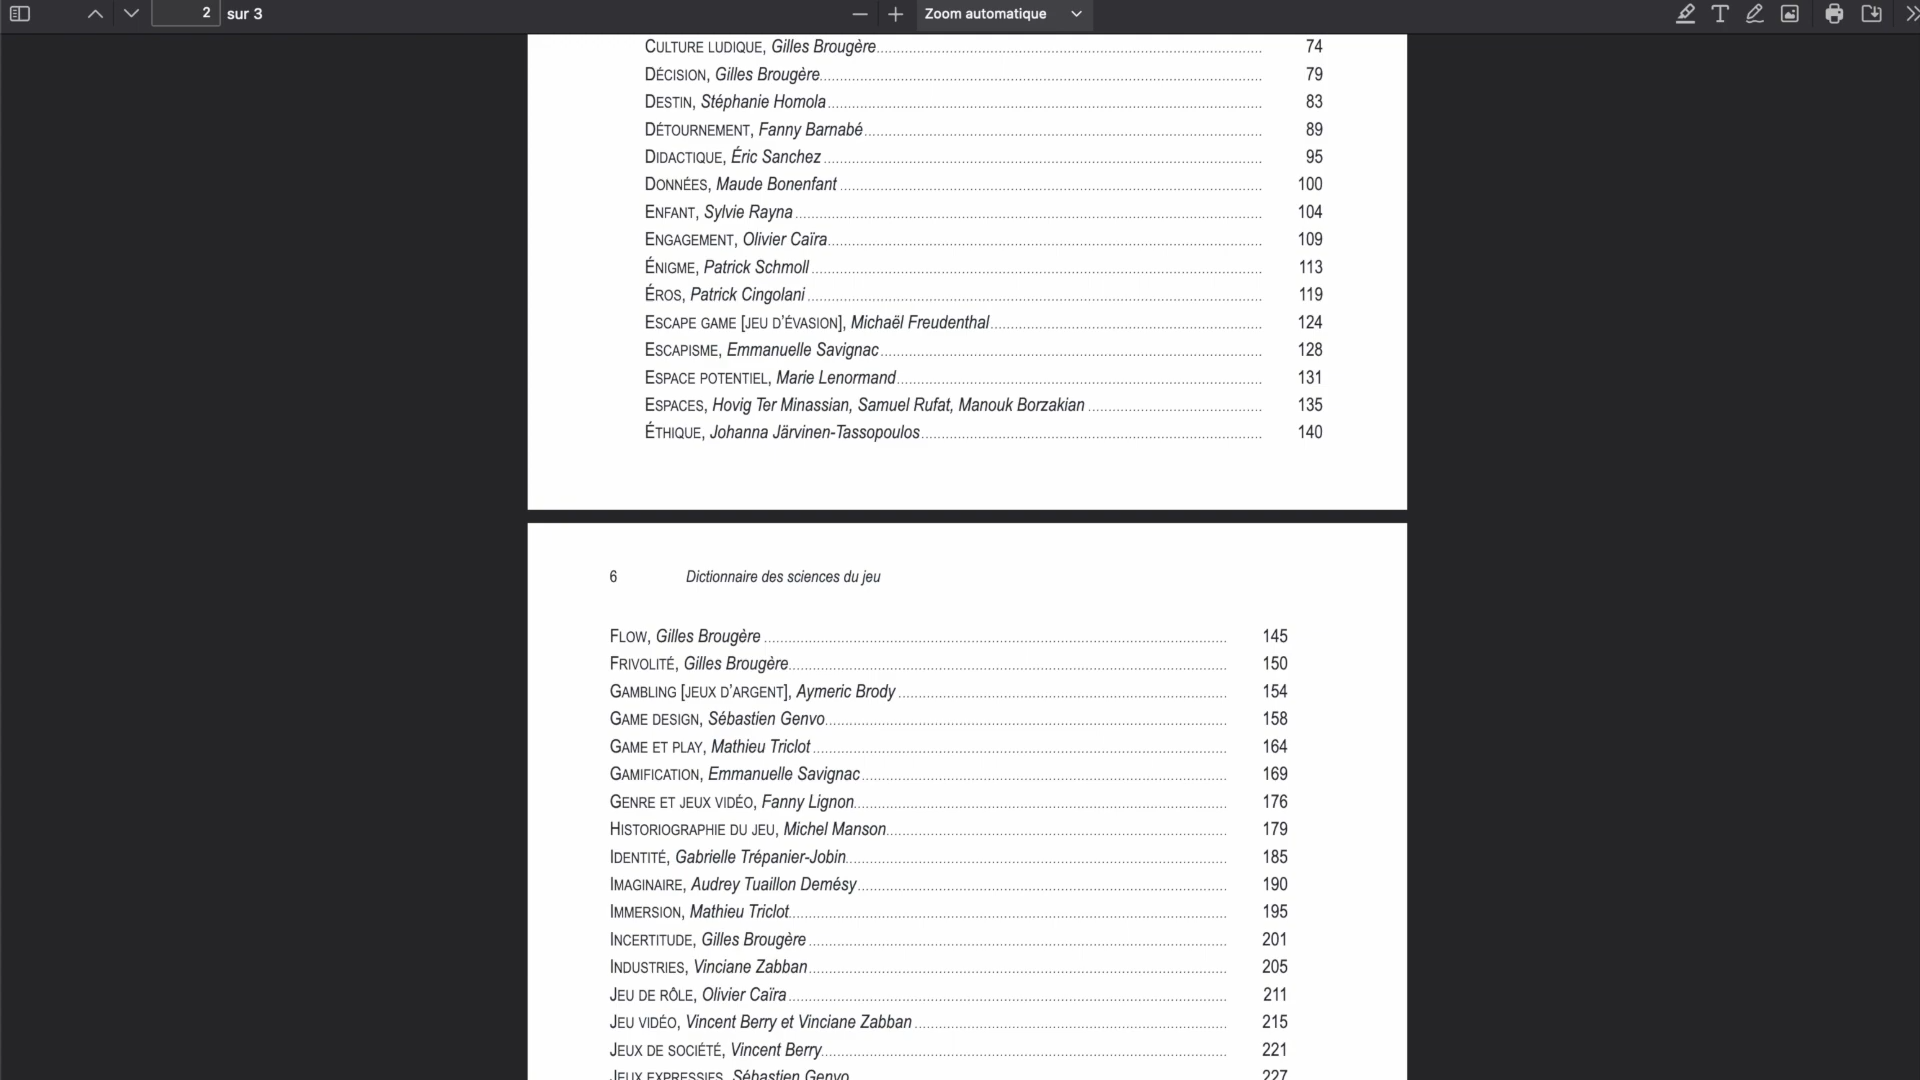 2 sur 3 Zoom automatique
CULTURE LUDIQUE, Gilles Brougère 74
DÉCISION, Gilles Brougère 79
DESTIN, Stéphanie Homola 83
DÉTOURNEMENT, Fanny Barnabé 89
DIDACTIQUE, Éric Sanchez 95
DONNÉES, Maude Bonenfant 100
ENFANT, Sylvie Rayna 104
ENGAGEMENT, Olivier Caïra 109
ÉNIGME, Patrick Schmoll 113
ÉROS, Patrick Cingolani 119
ESCAPE GAME [JEU D'ÉVASION], Michaël Freudenthal 124
ESCAPISME, Emmanuelle Savignac 128
ESPACE POTENTIEL, Marie Lenormand 131
ESPACES, Hovig Ter Minassian, Samuel Rufat, Manouk Borzakian 135
ÉTHIQUE, Johanna Järvinen-Tassopoulos 140
6 Dictionnaire des sciences du jeu
FLOW, Gilles Brougère 145
FRIVOLITÉ, Gilles Brougère 150
GAMBLING [JEUX D'ARGENT], Aymeric Brody 154
GAME DESIGN, Sébastien Genvo 158
GAME ET PLAY, Mathieu Triclot 164
GAMIFICATION, Emmanuelle Savignac 169
GENRE ET JEUX VIDÉO, Fanny Lignon 176
HISTORIOGRAPHIE DU JEU, Michel Manson 179
IDENTITÉ, Gabrielle Trépanier-Jobin 185
IMAGINAIRE, Audrey Tuaillon Demésy 190
IMMERSION, Mathieu Triclot 195
INCERTITUDE, Gilles Brougère 201
INDUSTRIES, Vinciane Zabban 205
JEU DE RÔLE, Olivier Caïra 211
JEU VIDÉO, Vincent Berry et Vinciane Zabban 215
JEUX DE SOCIÉTÉ, Vincent Berry 221
JEUX EXPRESSIFS, Sébastien Genvo 227